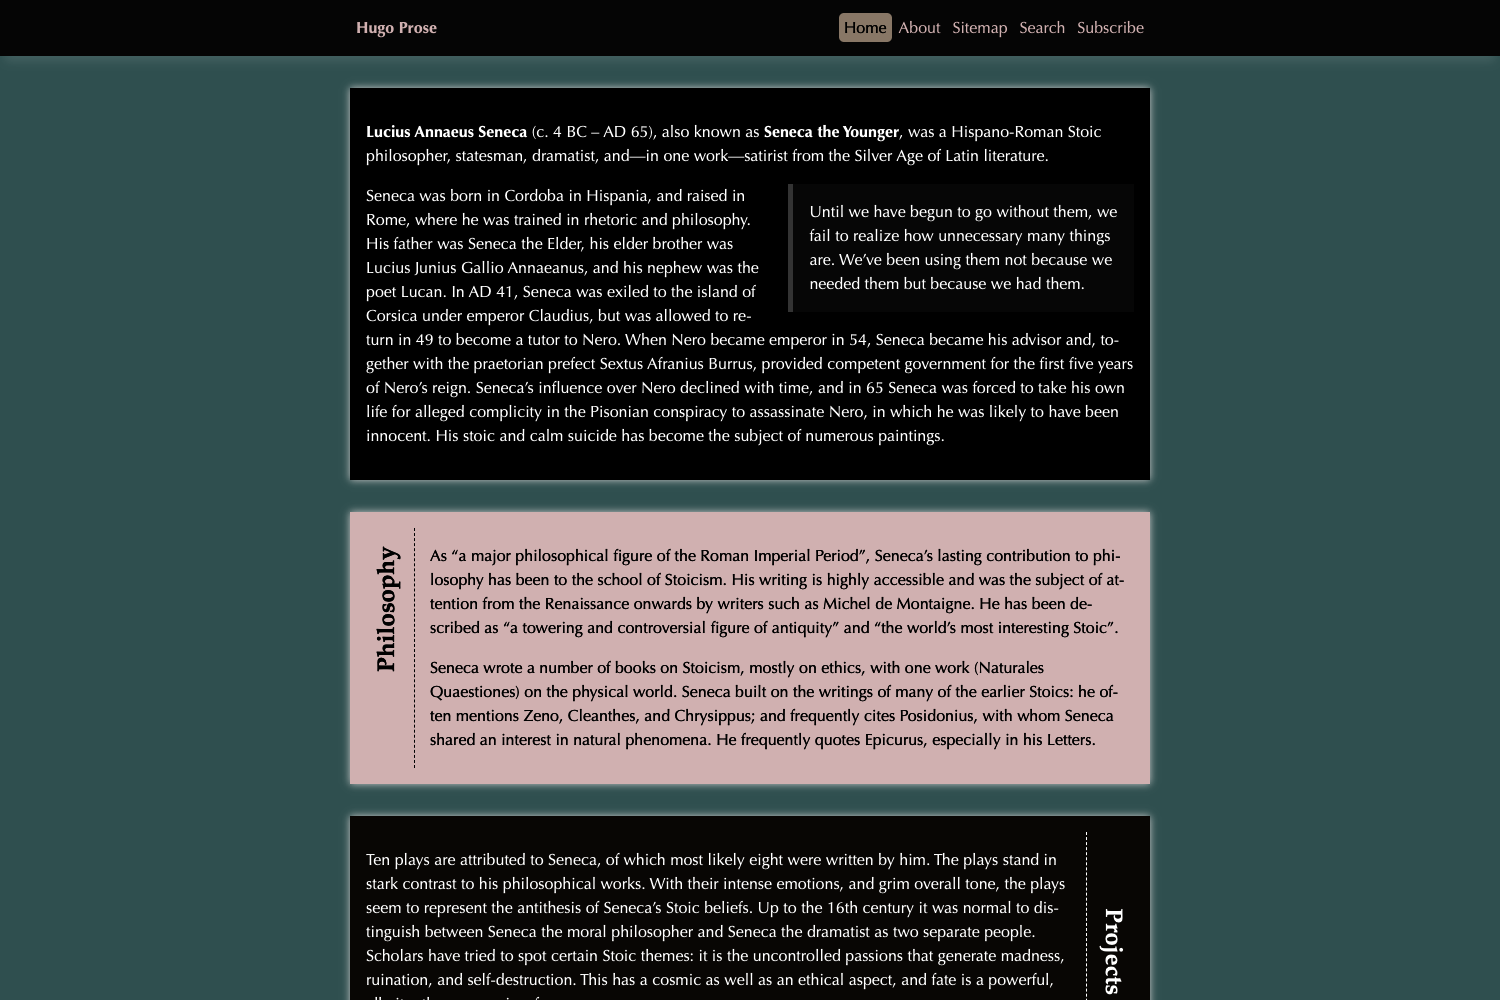 Hugo Prose
Home About Sitemap Search Subscribe
Lucius Annaeus Seneca (c. 4 BC – AD 65), also known as Seneca the Younger, was a Hispano-Roman Stoic
philosopher, statesman, dramatist, and—in one work—satirist from the Silver Age of Latin literature.
Seneca was born in Cordoba in Hispania, and raised in
Rome, where he was trained in rhetoric and philosophy.
His father was Seneca the Elder, his elder brother was
Lucius Junius Gallio Annaeanus, and his nephew was the
poet Lucan. In AD 41, Seneca was exiled to the island of
Corsica under emperor Claudius, but was allowed to re-
turn in 49 to become a tutor to Nero. When Nero became emperor in 54, Seneca became his advisor and, to-
gether with the praetorian prefect Sextus Afranius Burrus, provided competent government for the first five years
of Nero’s reign. Seneca’s influence over Nero declined with time, and in 65 Seneca was forced to take his own
life for alleged complicity in the Pisonian conspiracy to assassinate Nero, in which he was likely to have been
innocent. His stoic and calm suicide has become the subject of numerous paintings.
Until we have begun to go without them, we
fail to realize how unnecessary many things
are. We’ve been using them not because we
needed them but because we had them.
Philosophy
As “a major philosophical figure of the Roman Imperial Period”, Seneca’s lasting contribution to phi-
losophy has been to the school of Stoicism. His writing is highly accessible and was the subject of at-
tention from the Renaissance onwards by writers such as Michel de Montaigne. He has been de-
scribed as “a towering and controversial figure of antiquity” and “the world’s most interesting Stoic”.
Seneca wrote a number of books on Stoicism, mostly on ethics, with one work (Naturales
Quaestiones) on the physical world. Seneca built on the writings of many of the earlier Stoics: he of-
ten mentions Zeno, Cleanthes, and Chrysippus; and frequently cites Posidonius, with whom Seneca
shared an interest in natural phenomena. He frequently quotes Epicurus, especially in his Letters.
Ten plays are attributed to Seneca, of which most likely eight were written by him. The plays stand in
stark contrast to his philosophical works. With their intense emotions, and grim overall tone, the plays
seem to represent the antithesis of Seneca’s Stoic beliefs. Up to the 16th century it was normal to dis-
tinguish between Seneca the moral philosopher and Seneca the dramatist as two separate people.
Scholars have tried to spot certain Stoic themes: it is the uncontrolled passions that generate madness,
ruination, and self-destruction. This has a cosmic as well as an ethical aspect, and fate is a powerful,
Projects